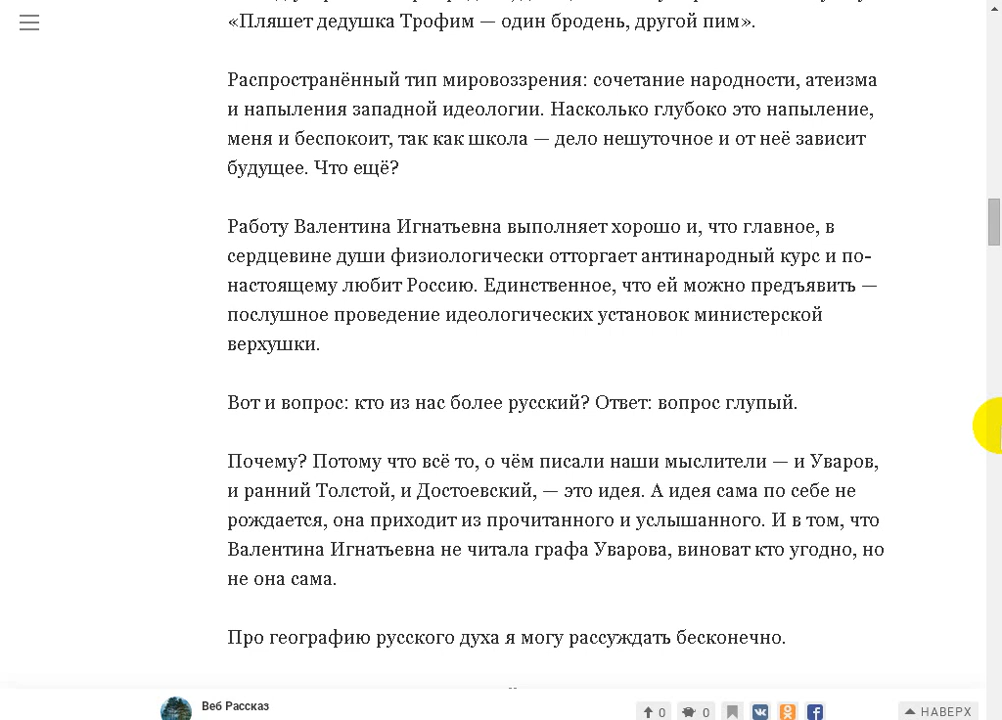 «Пляшет дедушка Трофим — один бродень, другой пим».
Распространённый тип мировоззрения: сочетание народности, атеизма
и напыления западной идеологии. Насколько глубоко это напыление,
меня и беспокоит, так как школа — дело нешуточное и от неё зависит
будущее. Что ещё?
Работу Валентина Игнатьевна выполняет хорошо и, что главное, в
сердцевине души физиологически отторгает антинародный курс и по-
настоящему любит Россию. Единственное, что ей можно предъявить —
послушное проведение идеологических установок министерской
верхушки.
Вот и вопрос: кто из нас более русский? Ответ: вопрос глупый.
Почему? Потому что всё то, о чём писали наши мыслители — и Уваров,
и ранний Толстой, и Достоевский, — это идея. А идея сама по себе не
рождается, она приходит из прочитанного и услышанного. И в том, что
Валентина Игнатьевна не читала графа Уварова, виноват кто угодно, но
не она сама.
Про географию русского духа я могу рассуждать бесконечно.
Веб Рассказ
0
0
НАВЕРХ